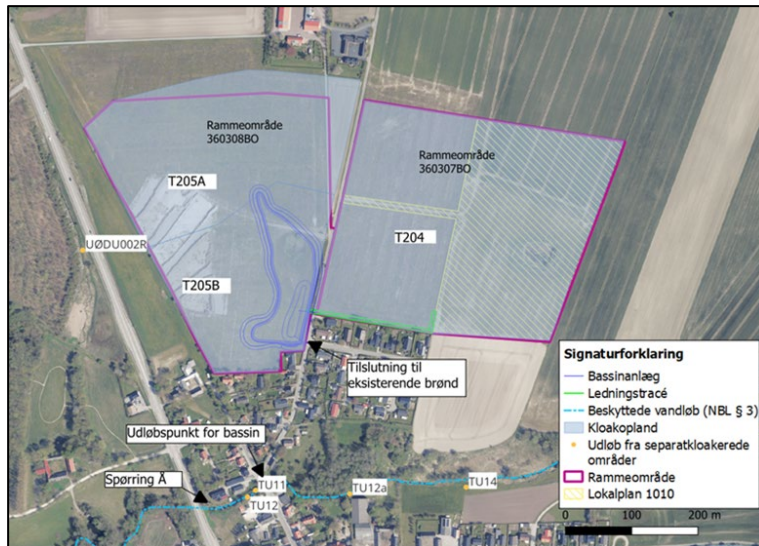 Rammeområde
360308BO
Rammeområde
360307BO
T205A
T204
UØDU002R
T205B
Tilslutning til
eksisterende brønd
Udløbspunkt for bassin
Spørring Å
TU11
TU12
TU12a
TU14
Signaturforklaring
Bassinanlæg
Ledningstracé
Beskyttede vandløb (NBL § 3)
Kloakopland
Udløb fra separatkloakerede
områder
Rammeområde
Lokalplan 1010
0 100 200 m